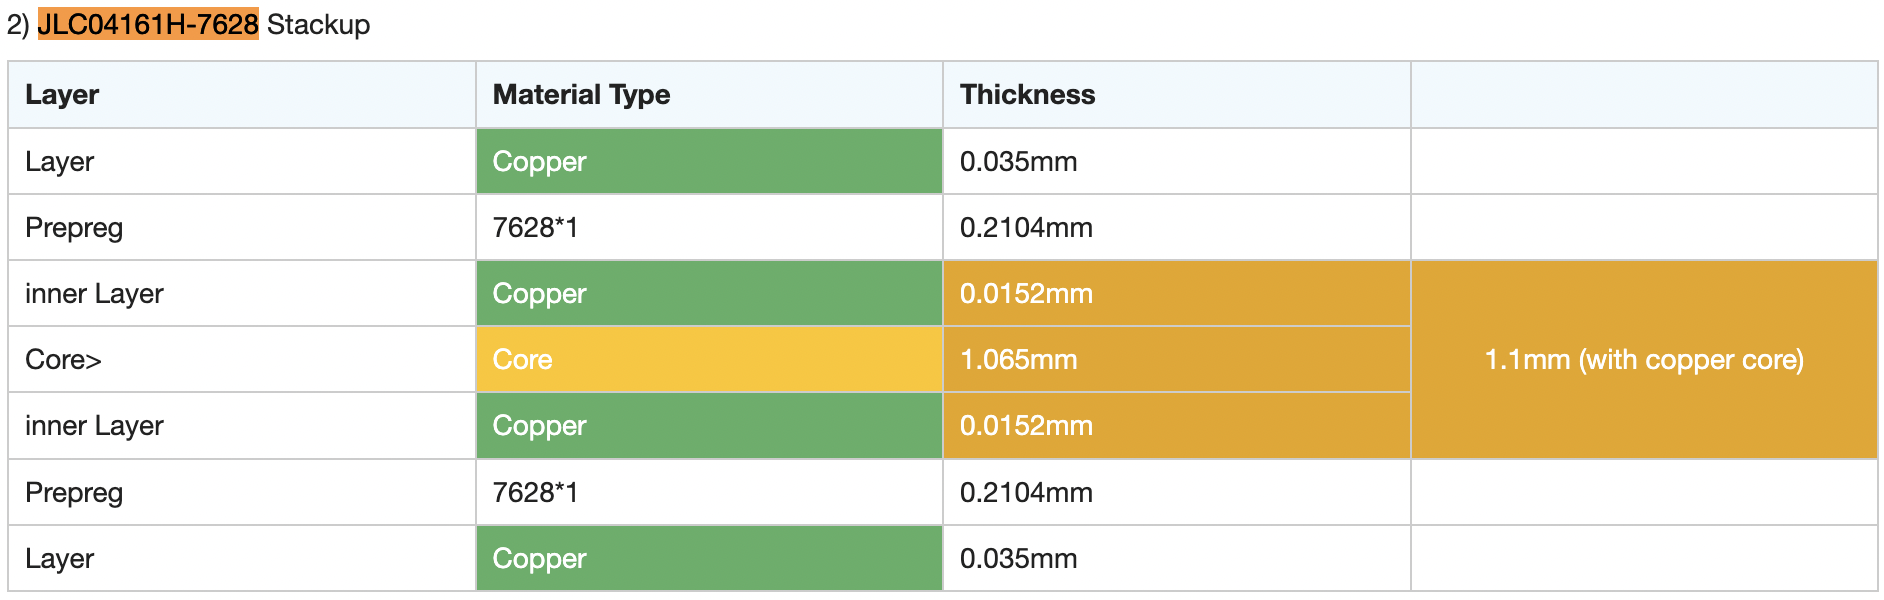 2) JLC04161H-7628 Stackup
Layer Material Type Thickness
Layer Copper 0.035mm
Prepreg 7628*1 0.2104mm
inner Layer Copper 0.0152mm
Core> Core 1.065mm 1.1mm (with copper core)
inner Layer Copper 0.0152mm
Prepreg 7628*1 0.2104mm
Layer Copper 0.035mm